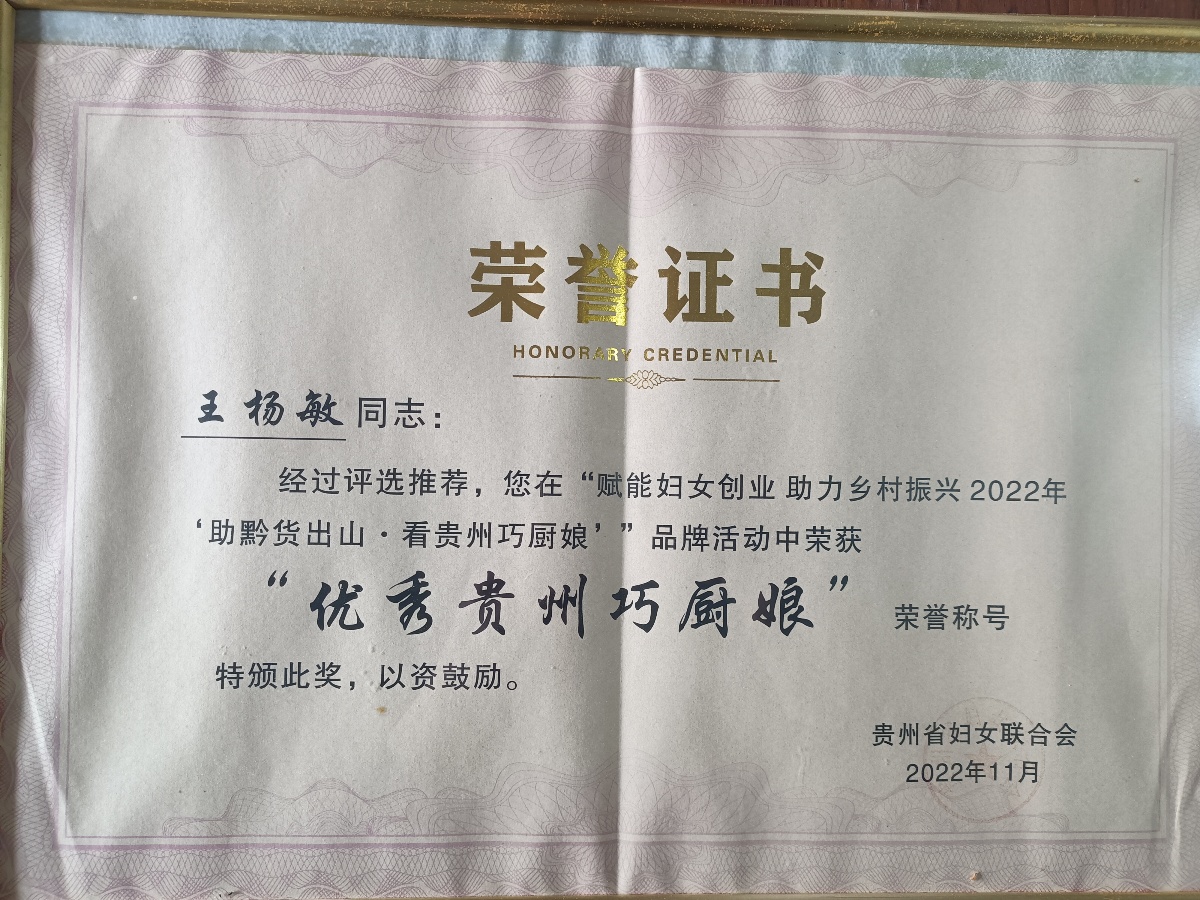 荣誉证书
HONORARY CREDENTIAL
王杨敏同志：
经过评选推荐，您在“赋能妇女创业 助力乡村振兴 2022年
‘助黔货出山·看贵州巧厨娘’”品牌活动中荣获
“优秀贵州巧厨娘” 荣誉称号
特颁此奖，以资鼓励。
贵州省妇女联合会
2022年11月